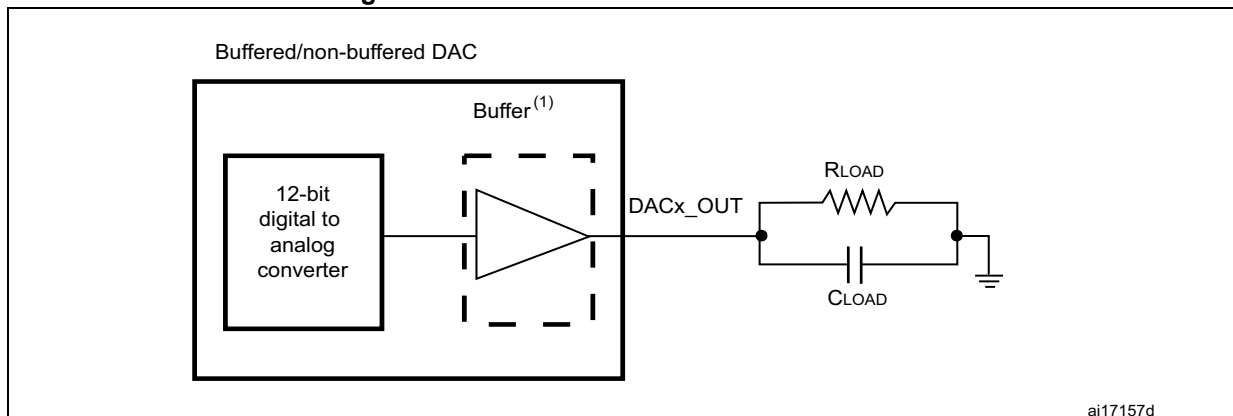 Buffered/non-buffered DAC
Buffer(1)
12-bit
digital to
analog
converter
DACx_OUT
RLOAD
CLOAD
ai17157d